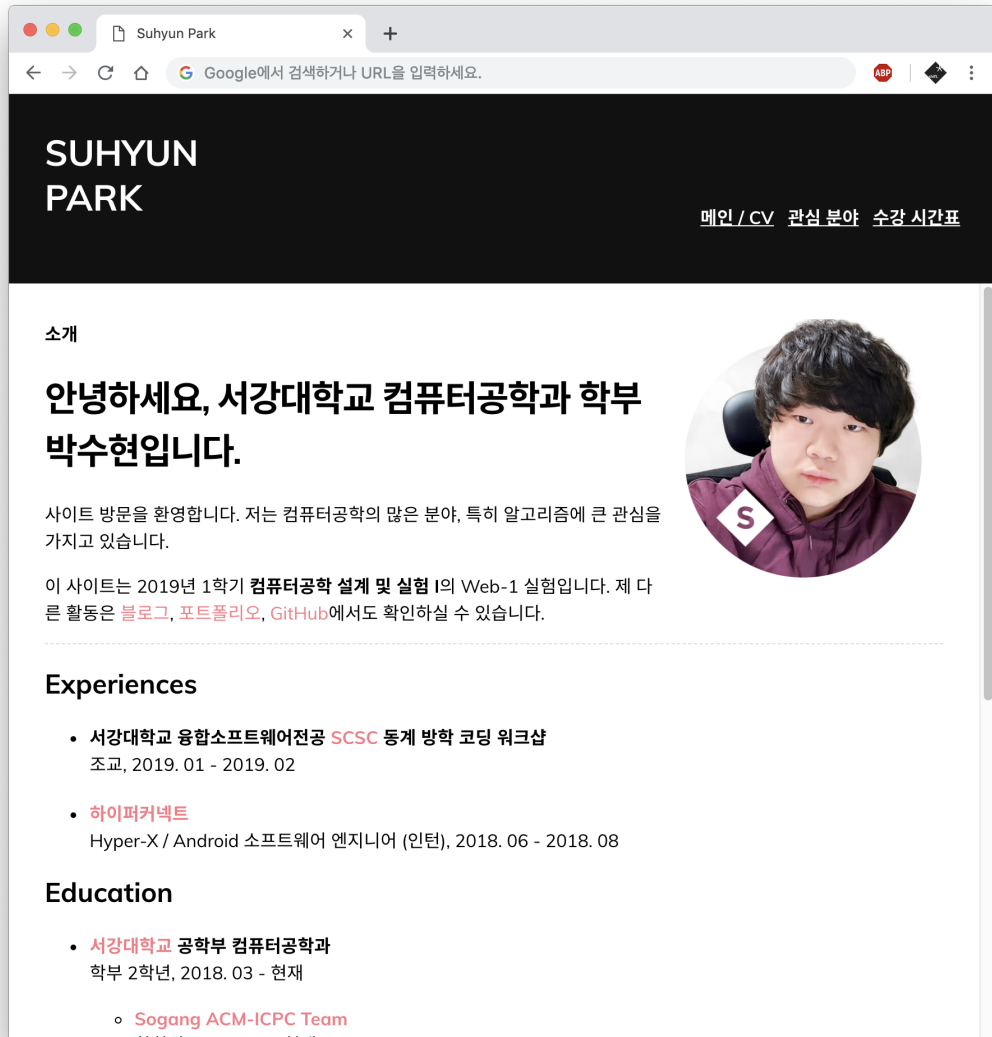 Suhyun Park
Google에서 검색하거나 URL을 입력하세요.
ABP
SUHYUN
PARK
메인 / CV 관심 분야 수강 시간표
소개
안녕하세요, 서강대학교 컴퓨터공학과 학부
박수현입니다.
S
사이트 방문을 환영합니다. 저는 컴퓨터공학의 많은 분야, 특히 알고리즘에 큰 관심을
가지고 있습니다.
이 사이트는 2019년 1학기 컴퓨터공학 설계 및 실험 I의 Web-1 실험입니다. 제 다
른 활동은 블로그, 포트폴리오, GitHub에서도 확인하실 수 있습니다.
Experiences
• 서강대학교 융합소프트웨어전공 SCSC 동계 방학 코딩 워크샵
조교, 2019. 01 - 2019. 02
• 하이퍼커넥트
Hyper-X / Android 소프트웨어 엔지니어 (인턴), 2018. 06 - 2018. 08
Education
• 서강대학교 공학부 컴퓨터공학과
학부 2학년, 2018. 03 - 현재
Sogang ACM-ICPC Team